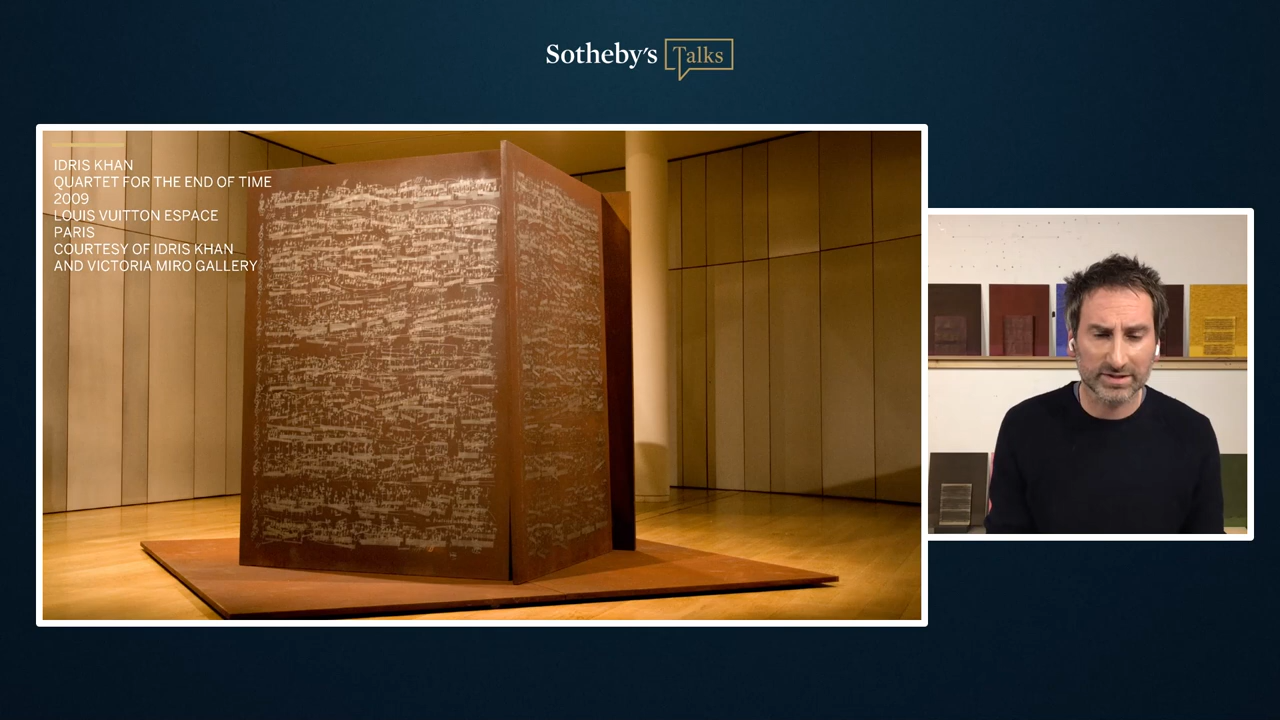 Sotheby's Talks
IDRIS KHAN
QUARTET FOR THE END OF TIME
2009
LOUIS VUITTON ESPACE
PARIS
COURTESY OF IDRIS KHAN
AND VICTORIA MIRO GALLERY